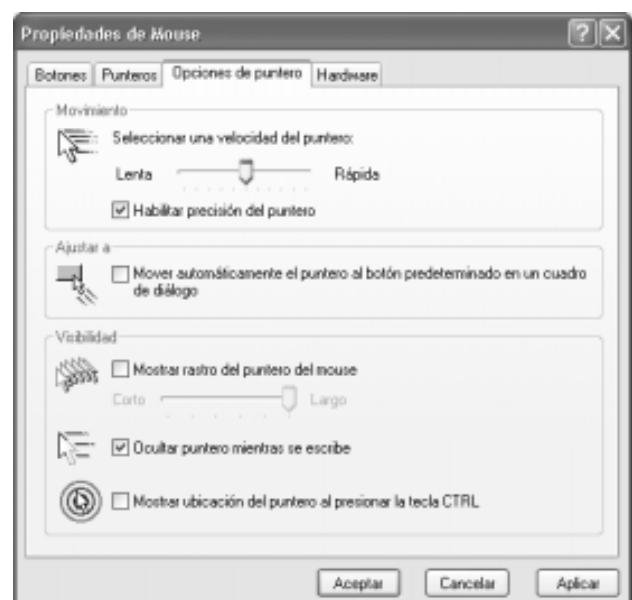 Propiedades de Mouse
Botones Punteros Opciones de puntero Hardware
Movimiento
Seleccionar una velocidad del puntero:
Lenta Rápida
Habilitar precisión del puntero
Ajustar a
Mover automáticamente el puntero al botón predeterminado en un cuadro
de diálogo
Visibilidad
Mostrar rastro del puntero del mouse
Corto Largo
Ocultar puntero mientras se escribe
Mostrar ubicación del puntero al presionar la tecla CTRL
Aceptar Cancelar Aplicar